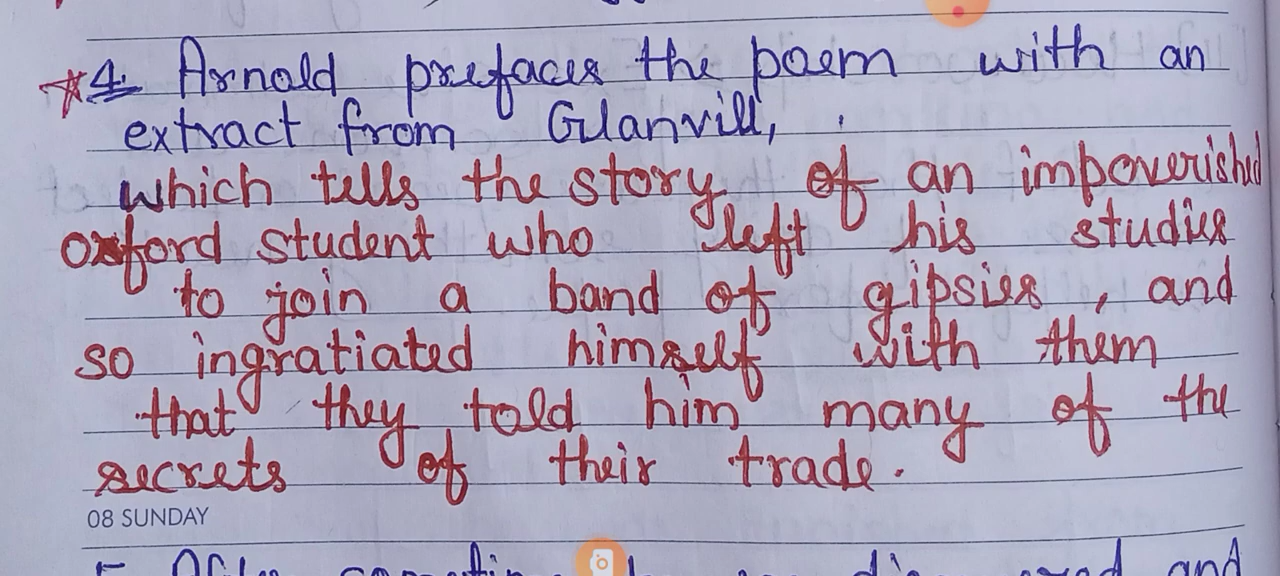 *4. Arnold prefaces the poem with an
extract from Glanvill,
which tells the story of an impoverished
oxford student who left his studies
to join a band of gipsies, and
so ingratiated himself with them
that they told him many of the
secrets of their trade.
08 SUNDAY
5 and